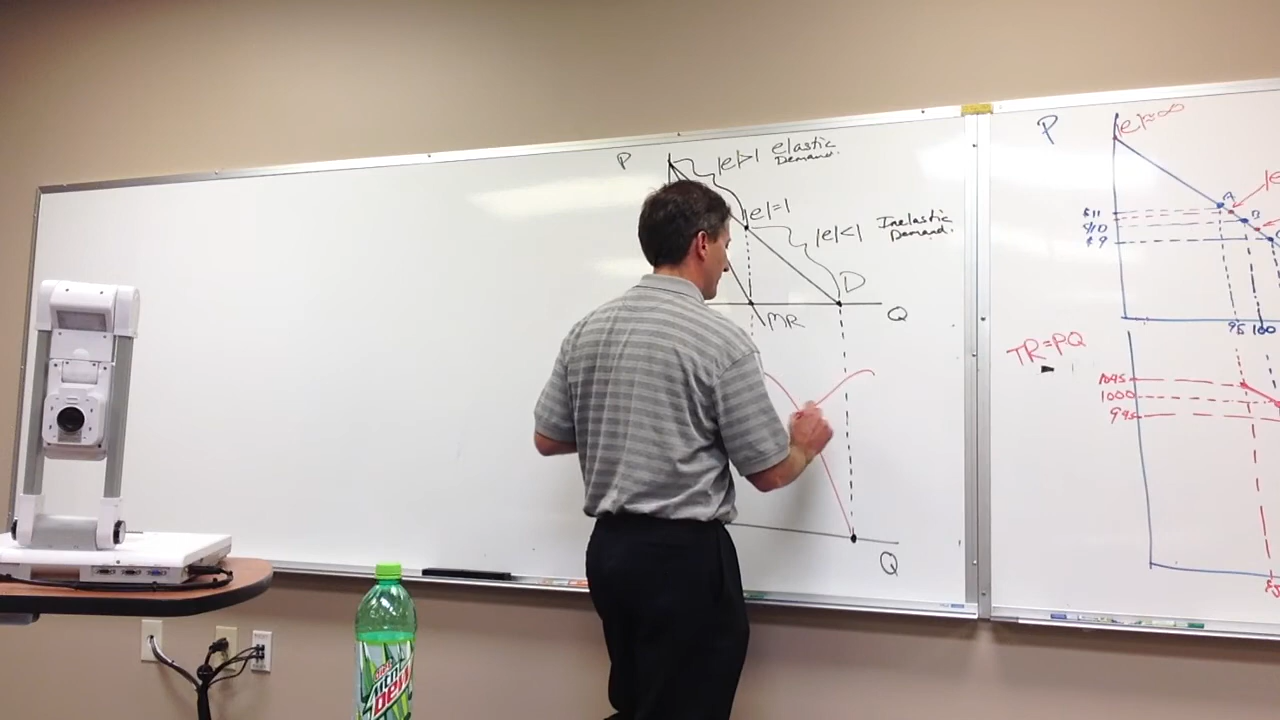 P
|e|>1 elastic
Demand.
|e|=1
|e|<1 Inelastic
Demand.
D
Q
MR
Q
P
|e|≈∞
A
B
C
$11
$10
$9
95 100
TR=P.Q
1045
1000
995
diet
Mtn
Dew